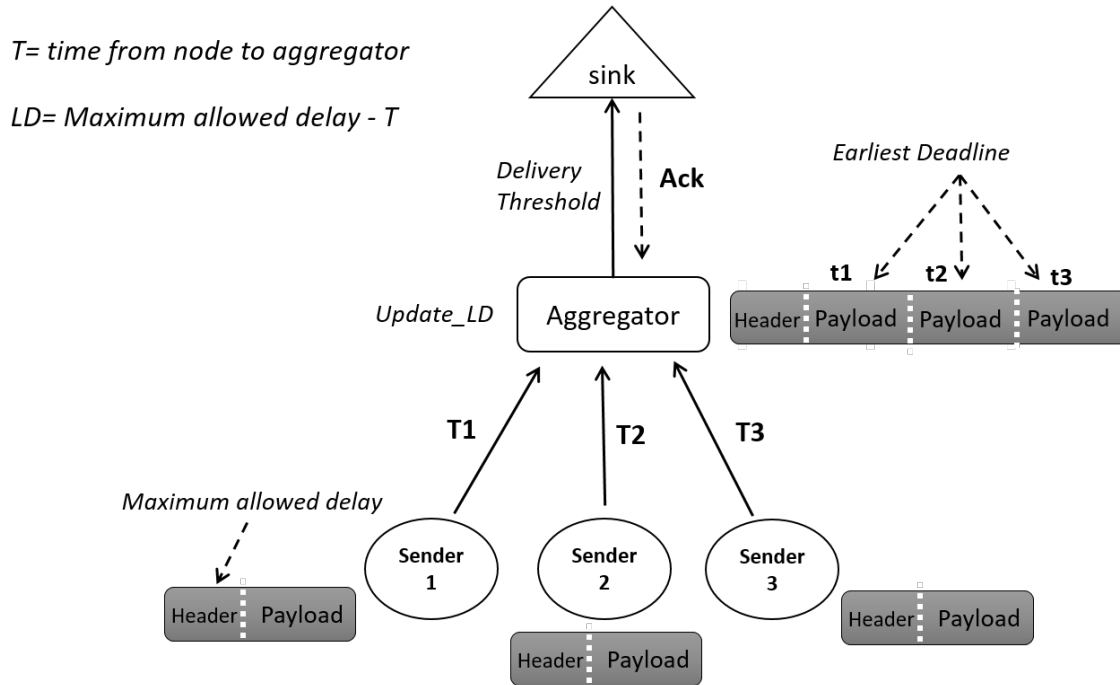 T= time from node to aggregator
LD= Maximum allowed delay - T
sink
Delivery
Threshold
Ack
Earliest Deadline
t1
t2
t3
Update_LD
Aggregator
Header
Payload
Payload
Payload
T1
T2
T3
Maximum allowed delay
Sender
1
Sender
2
Sender
3
Header
Payload
Header
Payload
Header
Payload